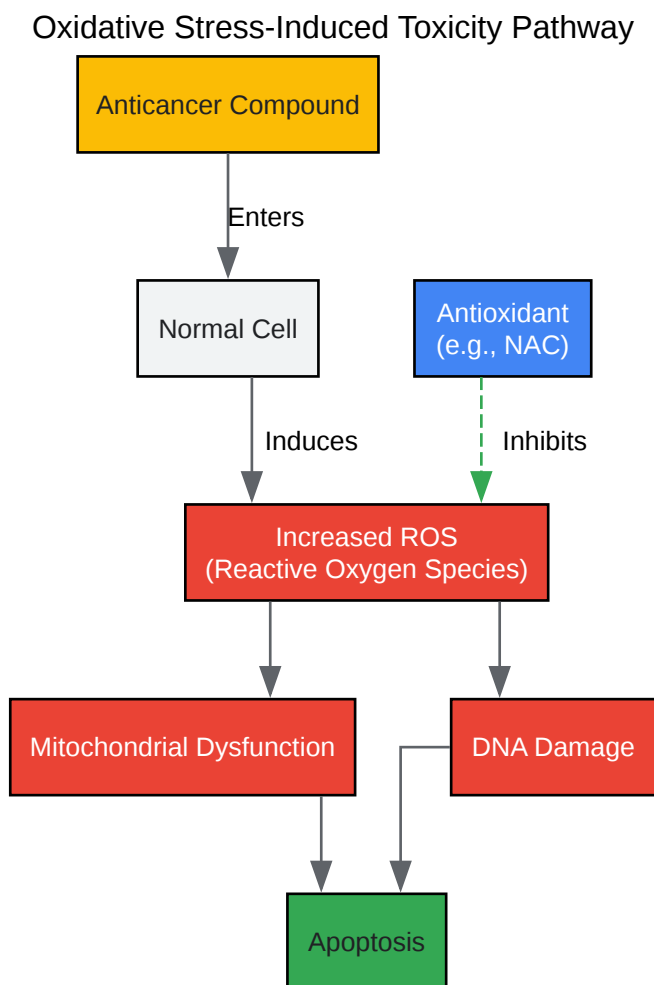 Oxidative Stress-Induced Toxicity Pathway
Anticancer Compound
Enters
Normal Cell
Antioxidant
(e.g., NAC)
Induces
Inhibits
Increased ROS
(Reactive Oxygen Species)
Mitochondrial Dysfunction
DNA Damage
Apoptosis